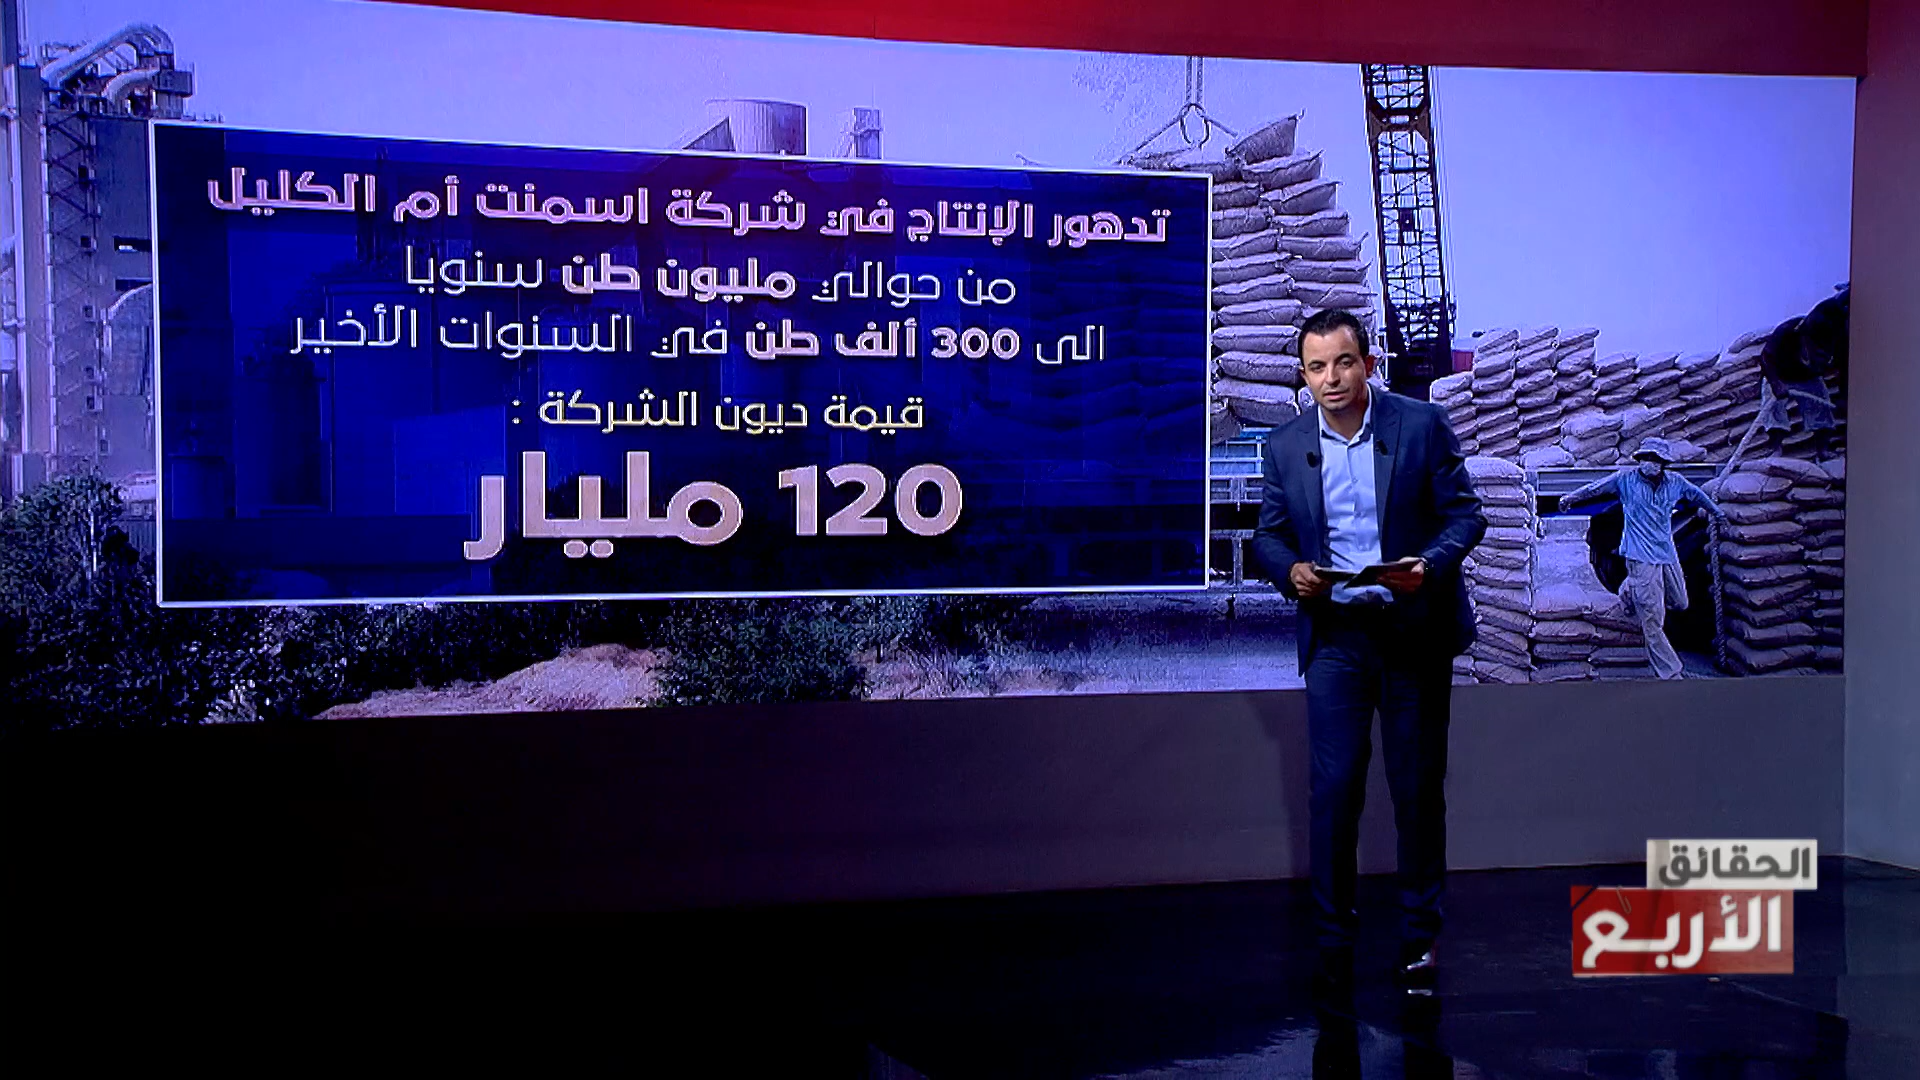 تدهور الإنتاج في شركة اسمنت أم الكليل
من حوالي مليون طن سنويا
الى 300 ألف طن في السنوات الأخير
قيمة ديون الشركة :
120 مليار
الحقائق
الأربع